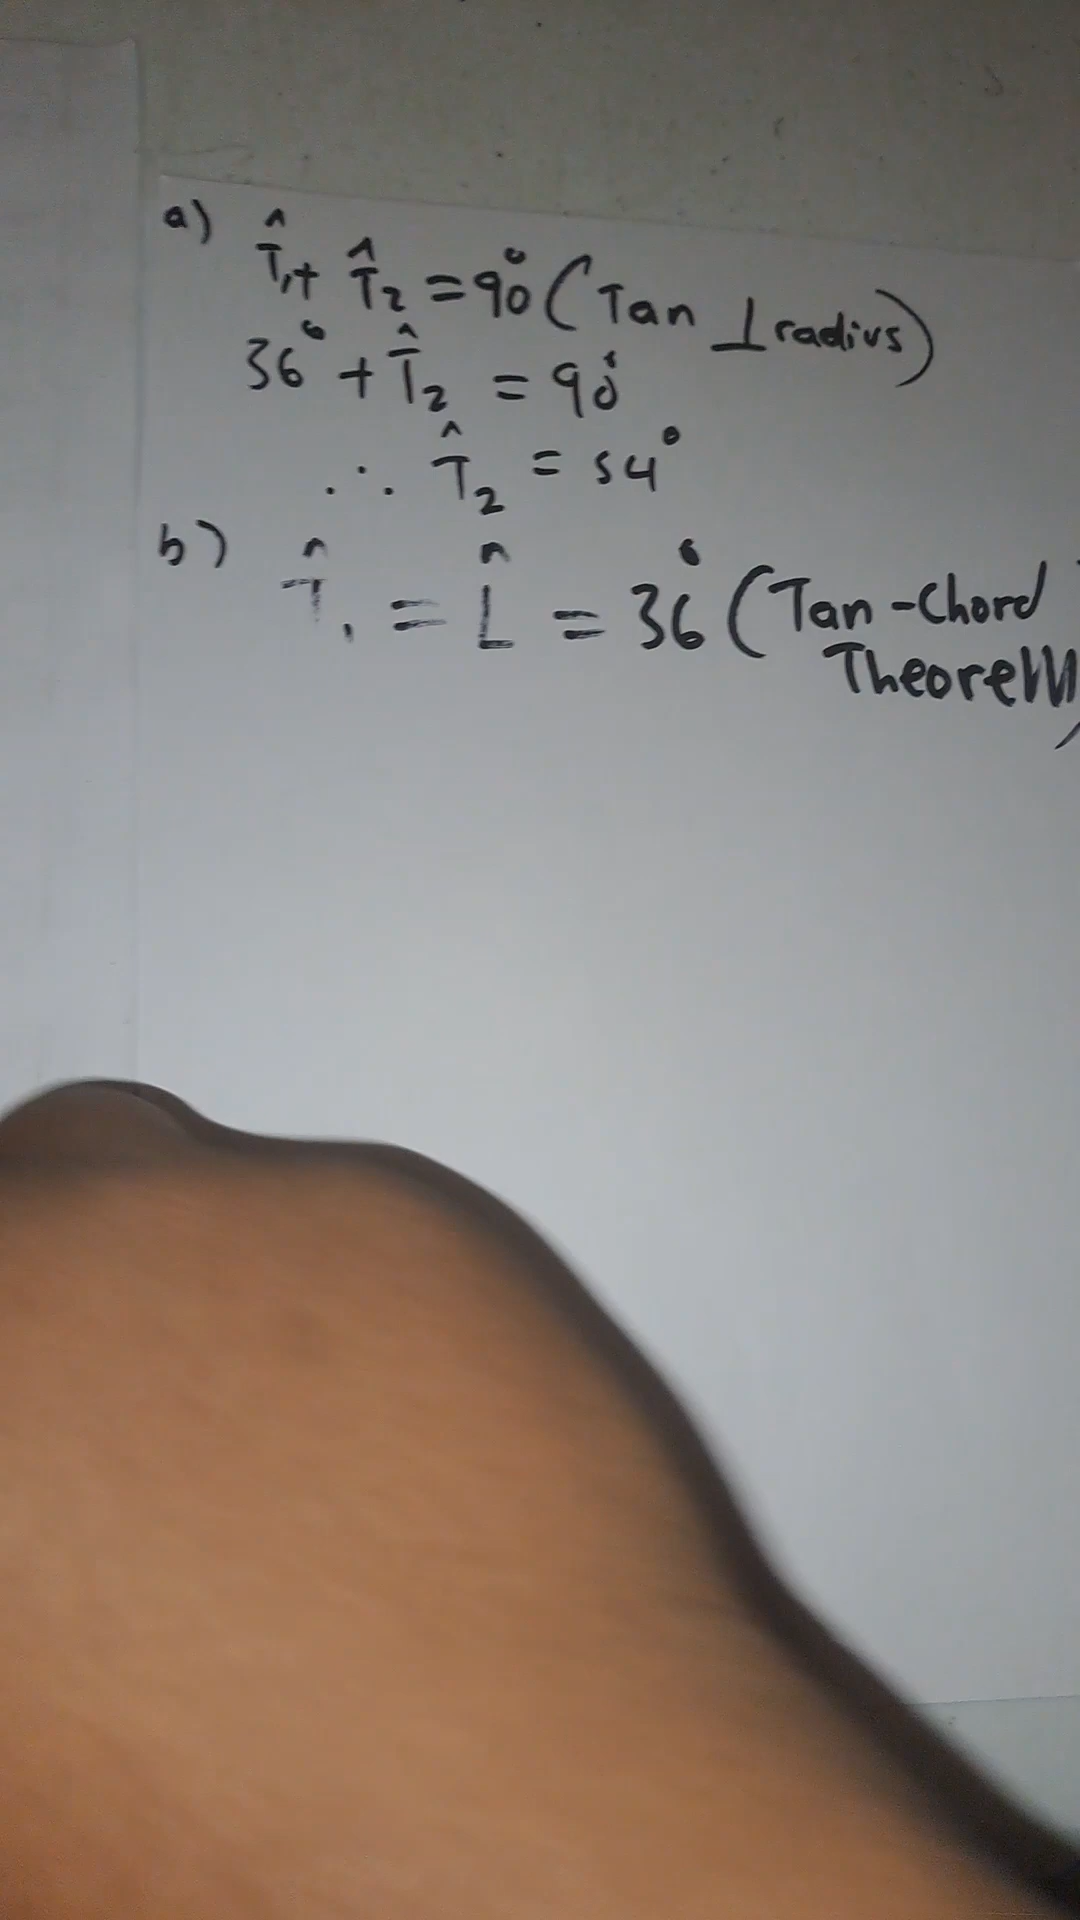 a) T̂₁+ T̂₂ = 90° (Tan ⊥ radius)
36° + T̂₂ = 90°
∴ T̂₂ = 54°
b) T̂₁ = L̂ = 36° (Tan-Chord
Theorem)